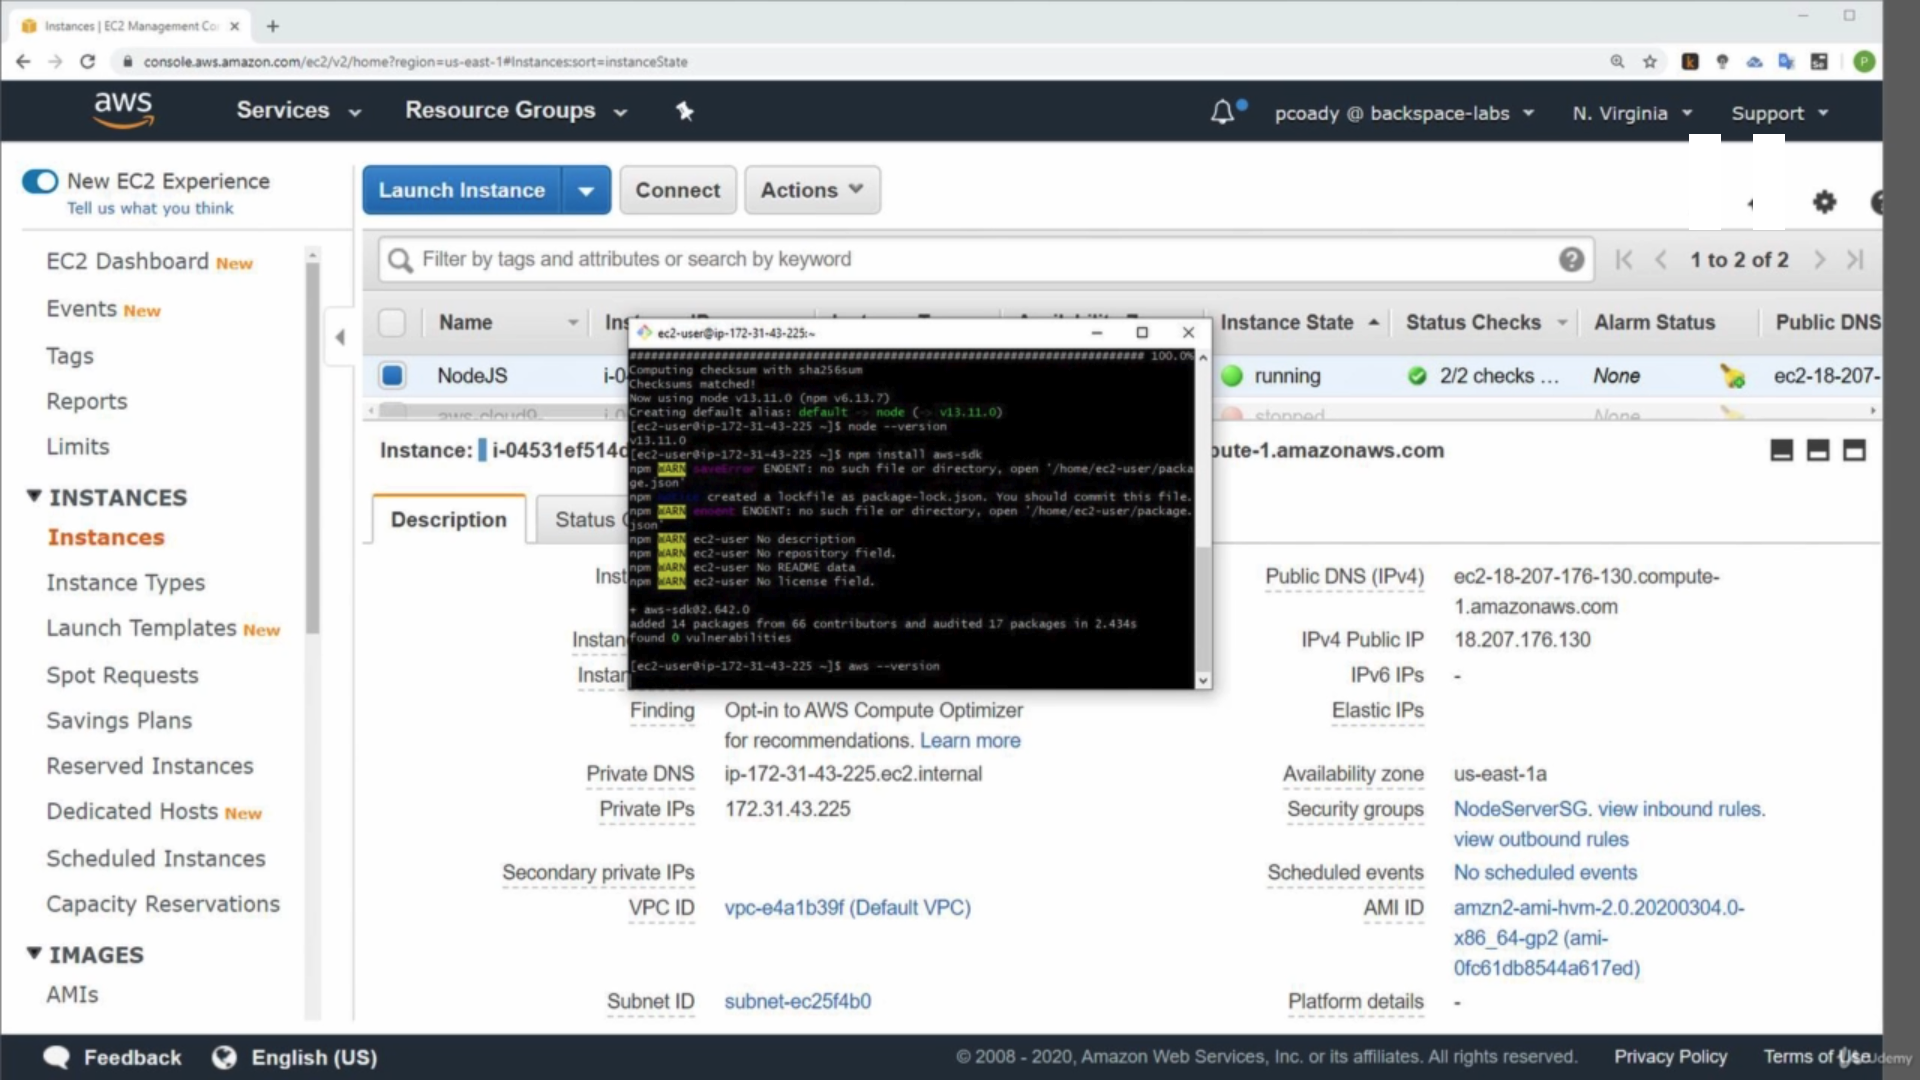 Instances | EC2 Management Co
console.aws.amazon.com/ec2/v2/home?region=us-east-1#Instances:sort=instanceState
P
aws
Services
Resource Groups
pcoady @ backspace-labs
N. Virginia
Support
New EC2 Experience
Tell us what you think
Launch Instance
Connect
Actions
EC2 Dashboard New
Events New
Tags
Reports
Limits
INSTANCES
Instances
Instance Types
Launch Templates New
Spot Requests
Savings Plans
Reserved Instances
Dedicated Hosts New
Scheduled Instances
Capacity Reservations
IMAGES
AMIs
Filter by tags and attributes or search by keyword
1 to 2 of 2
Name
Instance State
Status Checks
Alarm Status
Public DNS
NodeJS
i-0
running
2/2 checks ...
None
ec2-18-207-
aws-cloud9-
stopped
None
ec2-user@ip-172-31-43-225:~
100.0%
Computing checksum with sha256sum
Checksums matched!
Now using node v13.11.0 (npm v6.13.7)
Creating default alias: default -> node (-> v13.11.0)
[ec2-user@ip-172-31-43-225 ~]$ node --version
v13.11.0
[ec2-user@ip-172-31-43-225 ~]$ npm install aws-sdk
npm WARN saveError ENOENT: no such file or directory, open '/home/ec2-user/packa
ge.json'
npm notice created a lockfile as package-lock.json. You should commit this file.
npm WARN enoent ENOENT: no such file or directory, open '/home/ec2-user/package.
json'
npm WARN ec2-user No description
npm WARN ec2-user No repository field.
npm WARN ec2-user No README data
npm WARN ec2-user No license field.
+ aws-sdk@2.642.0
added 14 packages from 66 contributors and audited 17 packages in 2.434s
found 0 vulnerabilities
[ec2-user@ip-172-31-43-225 ~]$ aws --version
Instance: i-04531ef514d
ute-1.amazonaws.com
Description
Status
Inst
Public DNS (IPv4)
ec2-18-207-176-130.compute-
1.amazonaws.com
Instan
IPv4 Public IP
18.207.176.130
Instan
IPv6 IPs
-
Finding
Opt-in to AWS Compute Optimizer
for recommendations. Learn more
Elastic IPs
Private DNS
ip-172-31-43-225.ec2.internal
Availability zone
us-east-1a
Private IPs
172.31.43.225
Security groups
NodeServerSG. view inbound rules.
view outbound rules
Secondary private IPs
Scheduled events
No scheduled events
VPC ID
vpc-e4a1b39f (Default VPC)
AMI ID
amzn2-ami-hvm-2.0.20200304.0-
x86_64-gp2 (ami-
0fc61db8544a617ed)
Subnet ID
subnet-ec25f4b0
Platform details
-
Feedback
English (US)
© 2008 - 2020, Amazon Web Services, Inc. or its affiliates. All rights reserved.
Privacy Policy
Terms of Use
Udemy